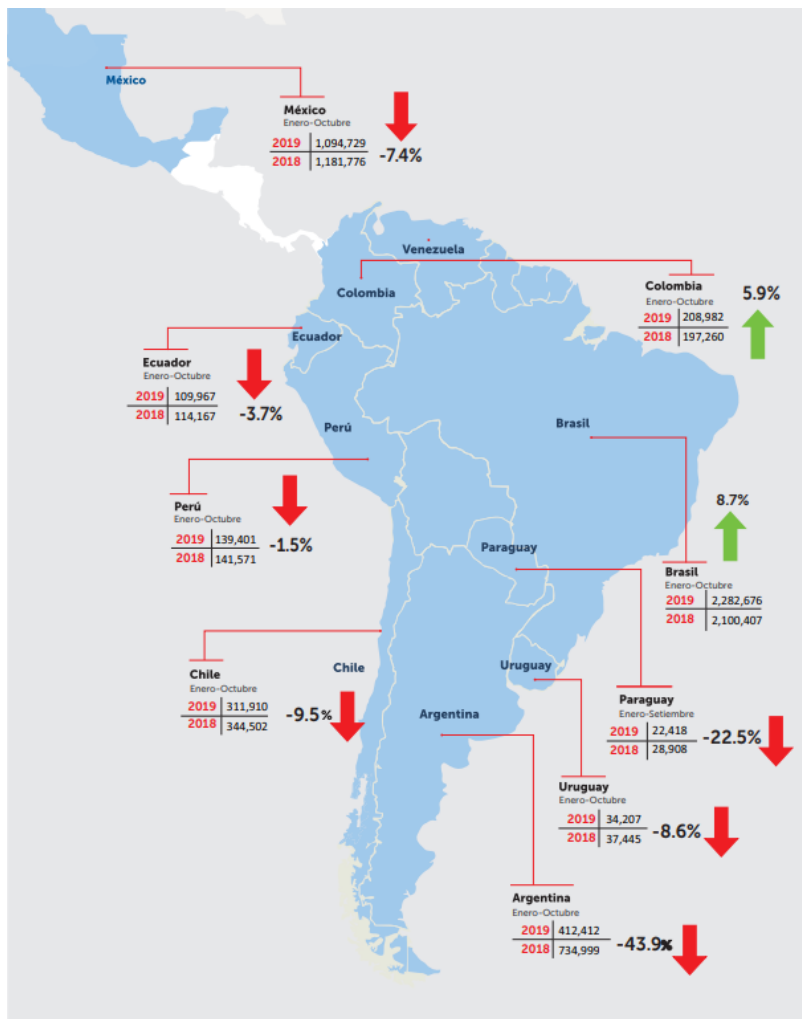 México
México
Enero-Octubre
2019 1,094,729
2018 1,181,776
-7.4%
Venezuela
Colombia
Colombia
Enero-Octubre
2019 208,982
2018 197,260
5.9%
Ecuador
Ecuador
Enero-Octubre
2019 109,967
2018 114,167
-3.7%
Perú
Brasil
Perú
Enero-Octubre
2019 139,401
2018 141,571
-1.5%
8.7%
Brasil
Enero-Octubre
2019 2,282,676
2018 2,100,407
Paraguay
Chile
Uruguay
Chile
Enero-Octubre
2019 311,910
2018 344,502
-9.5%
Argentina
Paraguay
Enero-Setiembre
2019 22,418
2018 28,908
-22.5%
Uruguay
Enero-Octubre
2019 34,207
2018 37,445
-8.6%
Argentina
Enero-Octubre
2019 412,412
2018 734,999
-43.9%